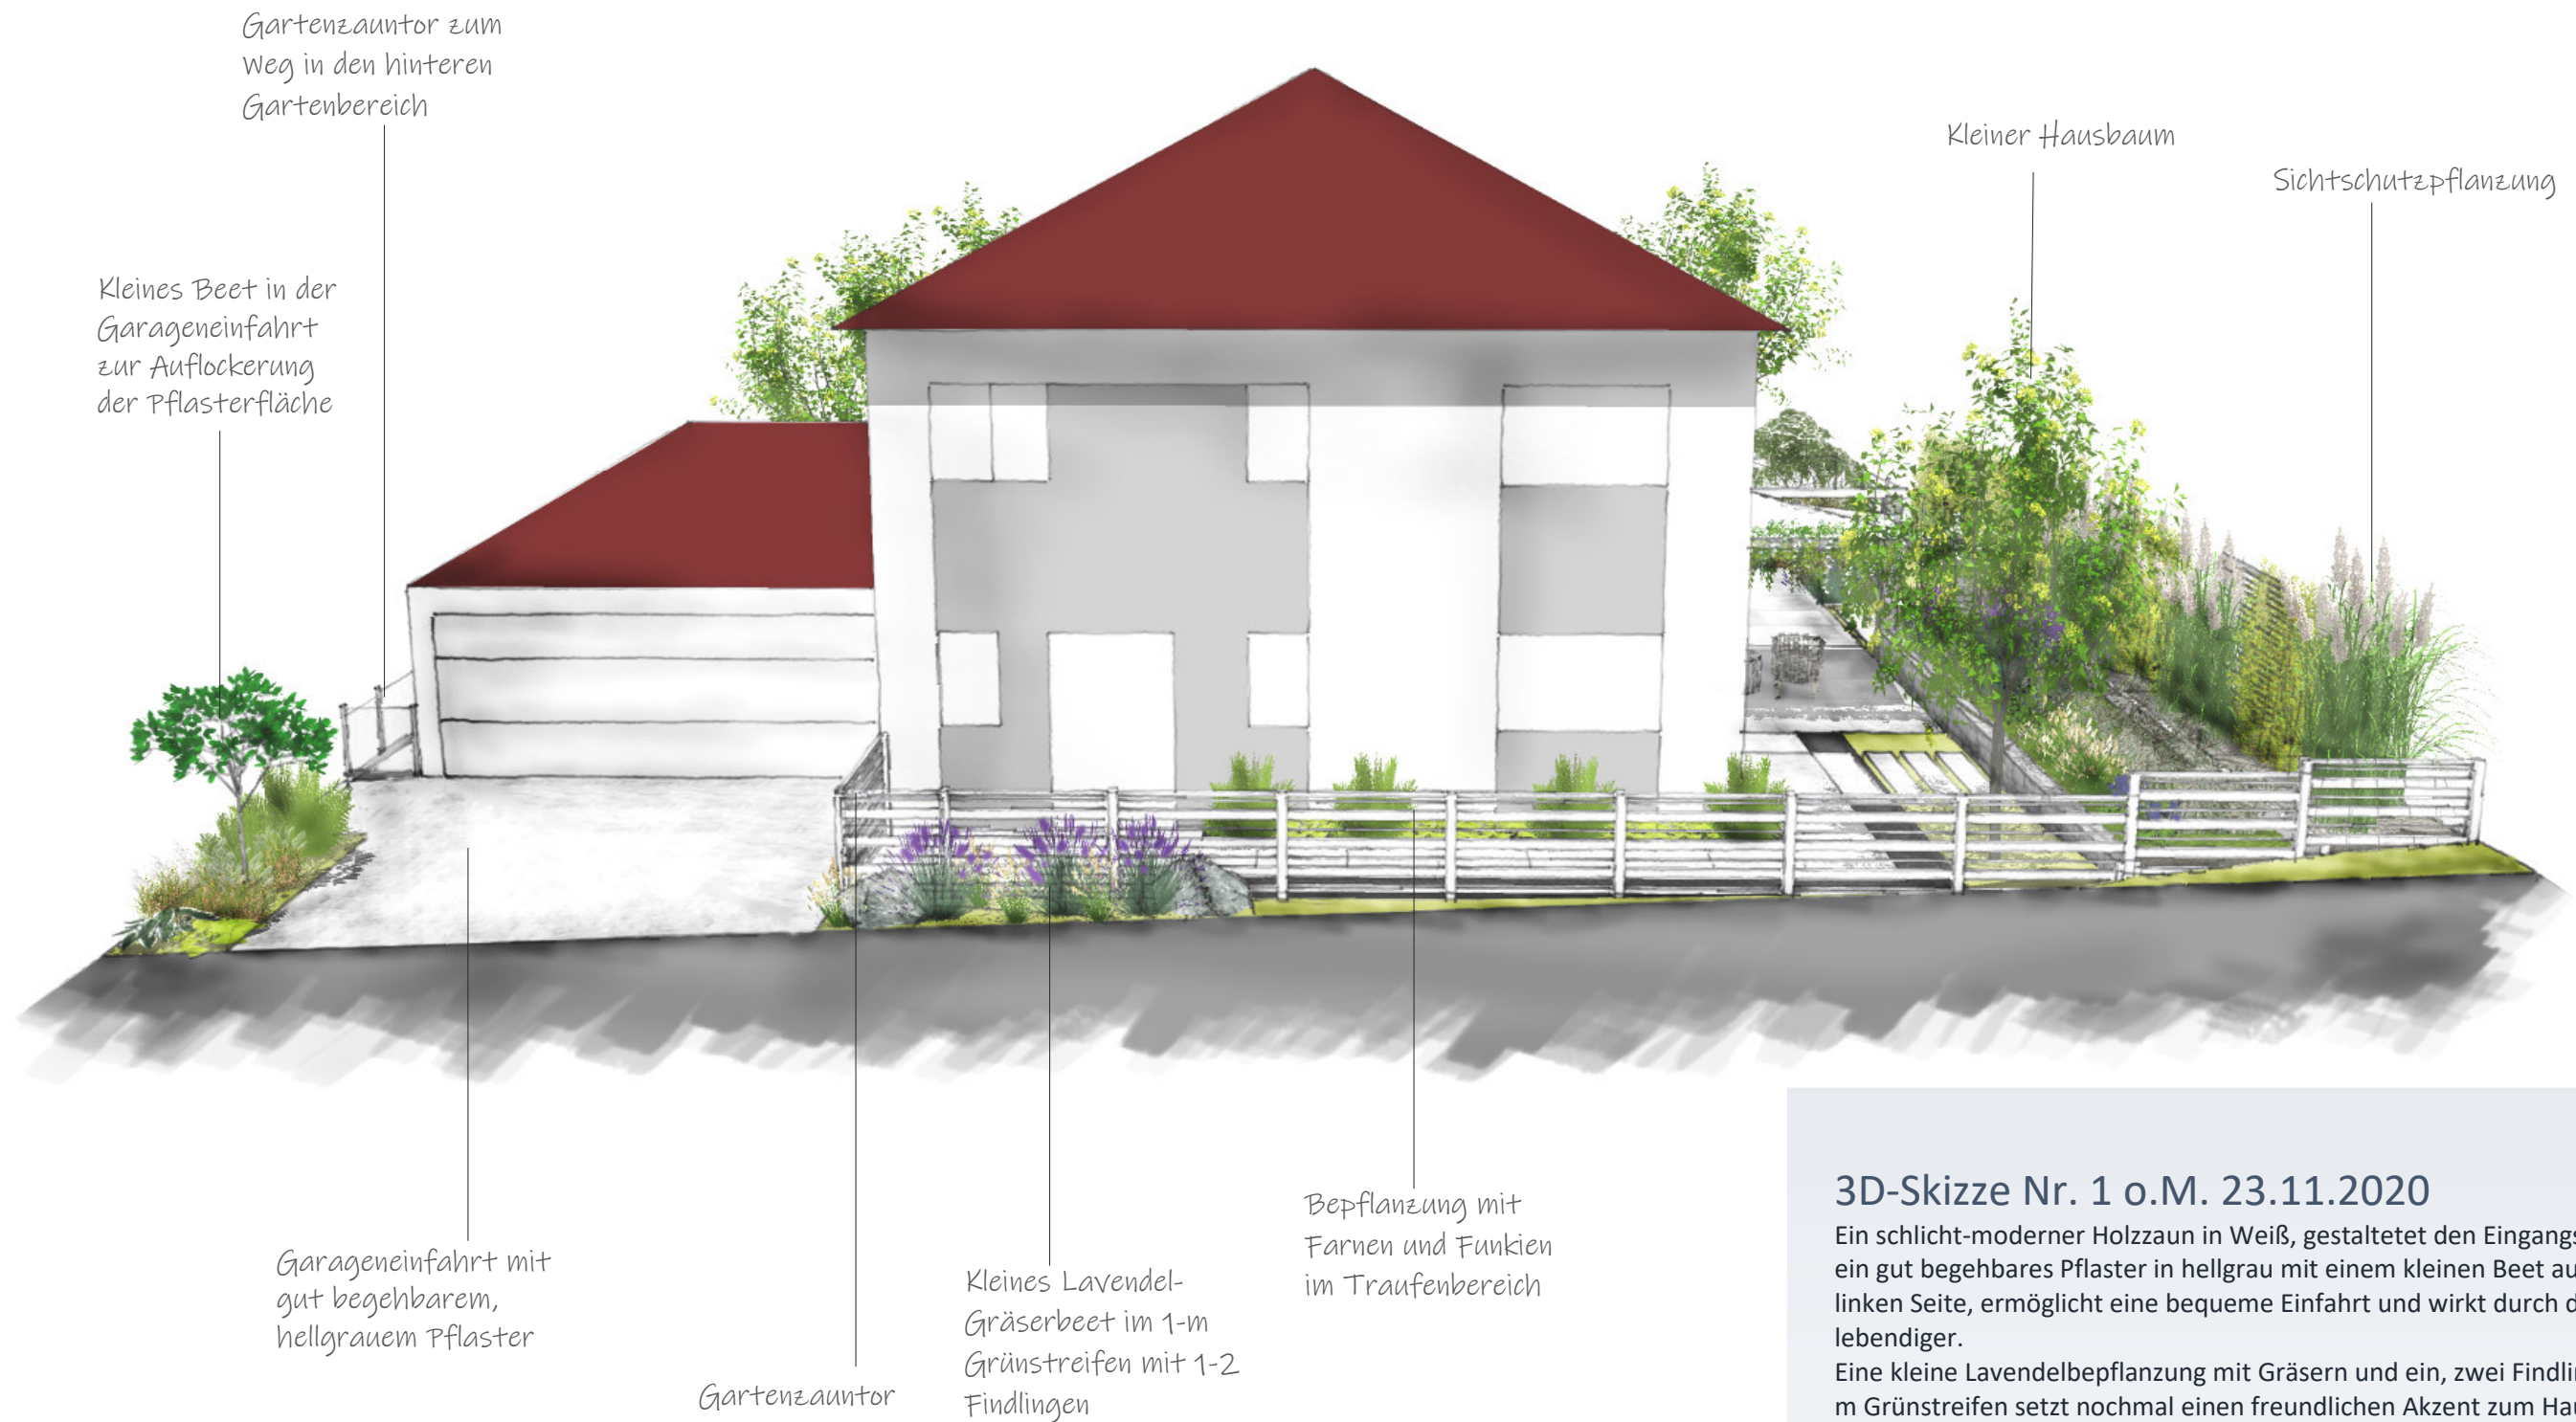 Gartenzauntor zum
Weg in den hinteren
Gartenbereich
Kleiner Hausbaum
Sichtschutzpflanzung
Kleines Beet in der
Garageneinfahrt
zur Auflockerung
der Pflasterfläche
Garageneinfahrt mit
gut begehbarem,
hellgrauem Pflaster
Gartenzauntor
Kleines Lavendel-
Gräserbeet im 1-m
Grünstreifen mit 1-2
Findlingen
Bepflanzung mit
Farnen und Funkien
im Traufenbereich
3D-Skizze Nr. 1 o.M. 23.11.2020
Ein schlicht-moderner Holzzaun in Weiß, gestaltetet den
ein gut begehbares Pflaster in hellgrau mit einem kleinen Beet
linken Seite, ermöglicht eine bequeme Einfahrt und wirkt durch
lebendiger.
Eine kleine Lavendelbepflanzung mit Gräsern und ein, zwei
m Grünstreifen setzt nochmal einen freundlichen Akzent zum